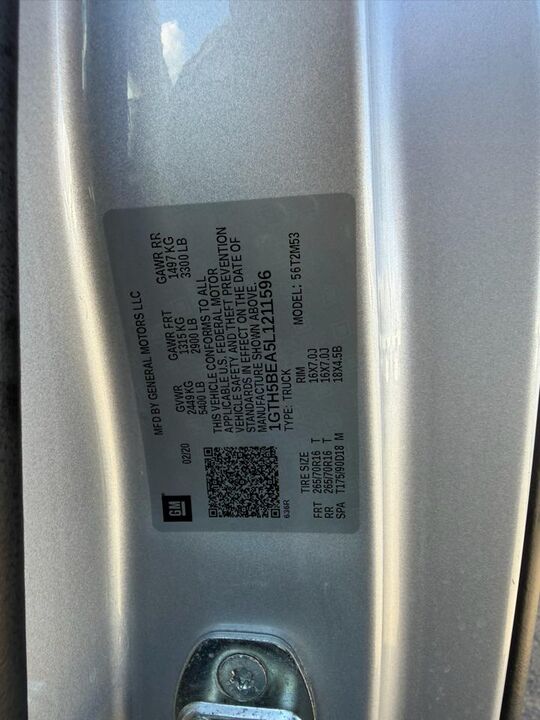 GM
MFD BY GENERAL MOTORS LLC
02/20
GVWR
2449 KG
5400 LB
GAWR FRT
1315 KG
2900 LB
GAWR RR
1497 KG
3300 LB
THIS VEHICLE CONFORMS TO ALL
APPLICABLE U.S. FEDERAL MOTOR
VEHICLE SAFETY AND THEFT PREVENTION
STANDARDS IN EFFECT ON THE DATE OF
MANUFACTURE SHOWN ABOVE.
1GTH5BEA5L1211596
TYPE: TRUCK
MODEL: 56T2M53
636R
TIRE SIZE RIM
FRT 265/70R16 T 16X7.0J
RR 265/70R16 T 16X7.0J
SPA T175/90D18 M 18X4.5B